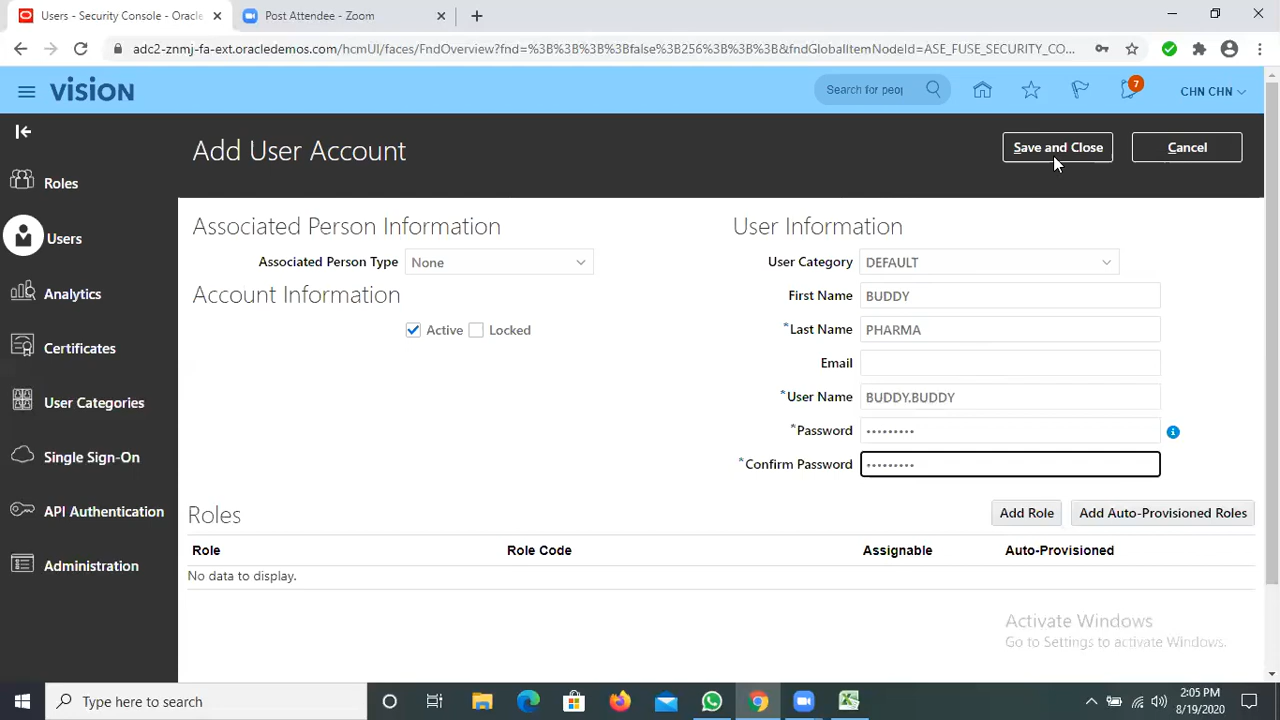 Users - Security Console - Oracle
Post Attendee - Zoom
adc2-znmj-fa-ext.oracledemos.com/hcmUI/faces/FndOverview?fnd=%3B%3B%3B%3Bfalse%3B256%3B%3B%3B&fndGlobalItemNodeId=ASE_FUSE_SECURITY_CO...
vision
Search for peop
7
CHN CHN
Add User Account
Save and Close
Cancel
Roles
Users
Analytics
Certificates
User Categories
Single Sign-On
API Authentication
Administration
Associated Person Information
Associated Person Type None
Account Information
Active Locked
User Information
User Category DEFAULT
First Name BUDDY
*Last Name PHARMA
Email
*User Name BUDDY.BUDDY
*Password •••••••••
*Confirm Password •••••••••
Roles
Add Role
Add Auto-Provisioned Roles
Role Role Code Assignable Auto-Provisioned
No data to display.
Activate Windows
Go to Settings to activate Windows.
Type here to search
2:05 PM
8/19/2020